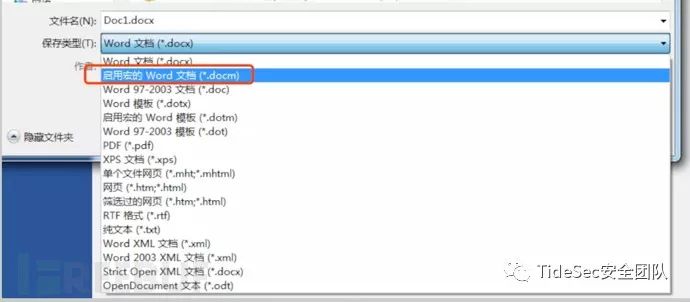 文件名(N): Doc1.docx
保存类型(T): Word 文档 (*.docx)
Word 文档 (*.docx)
启用宏的 Word 文档 (*.docm)
Word 97-2003 文档 (*.doc)
Word 模板 (*.dotx)
启用宏的 Word 模板 (*.dotm)
Word 97-2003 模板 (*.dot)
隐藏文件夹
PDF (*.pdf)
XPS 文档 (*.xps)
单个文件网页 (*.mht;*.mhtml)
网页 (*.htm;*.html)
筛选过的网页 (*.htm;*.html)
RTF 格式 (*.rtf)
纯文本 (*.txt)
Word XML 文档 (*.xml)
Word 2003 XML 文档 (*.xml)
Strict Open XML 文档 (*.docx)
OpenDocument 文本 (*.odt)
TideSec安全团队